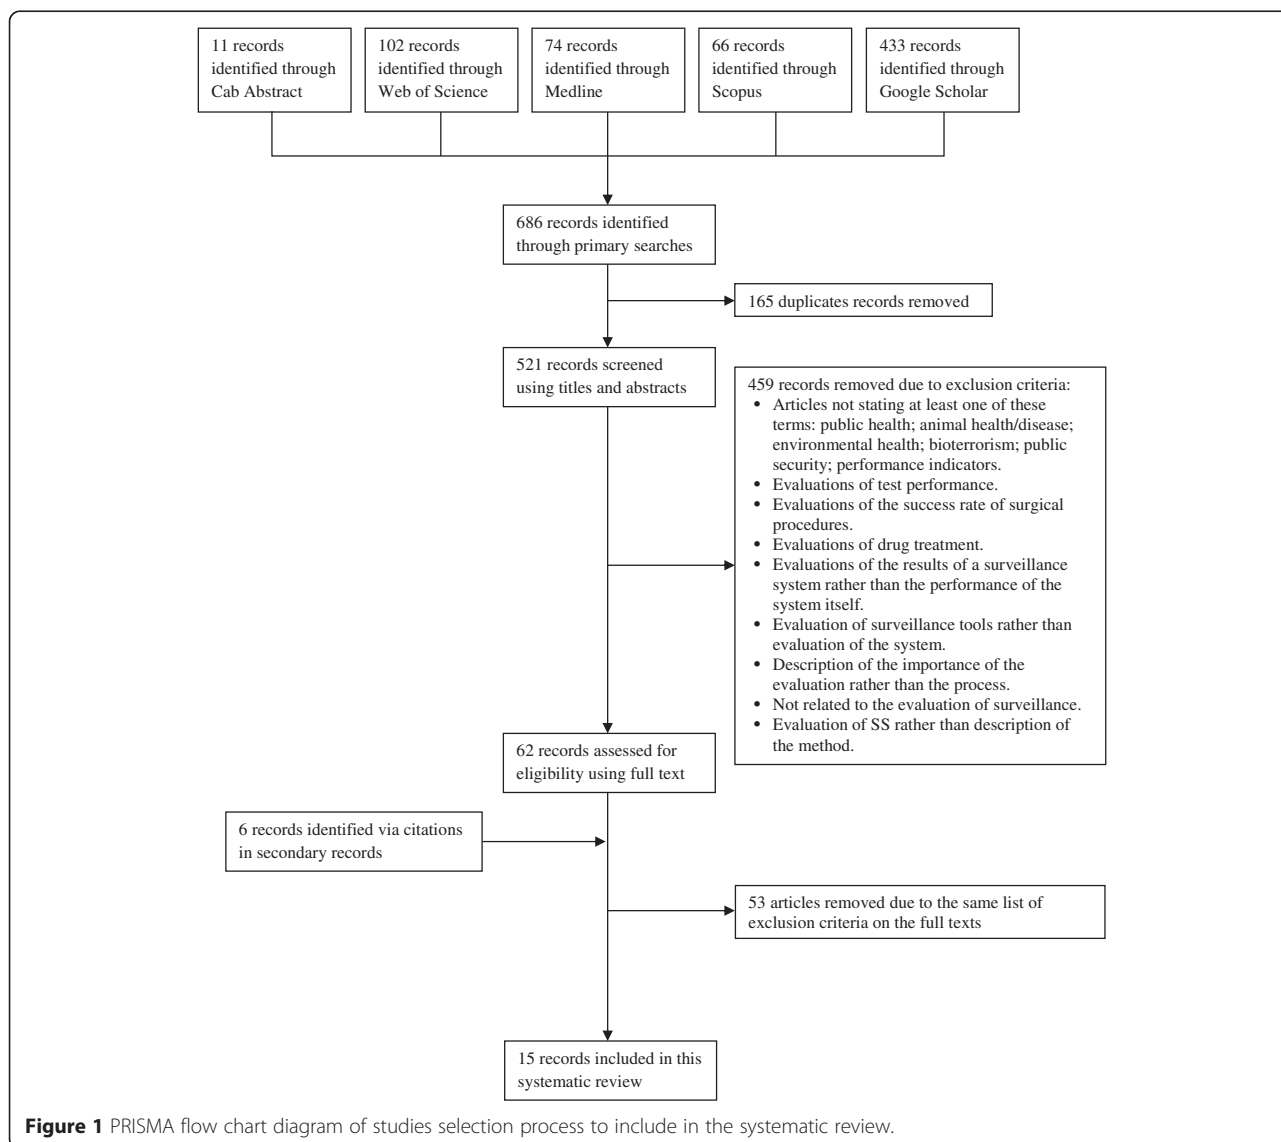 11 records
identified through
Cab Abstract
102 records
identified through
Web of Science
74 records
identified through
Medline
66 records
identified through
Scopus
433 records
identified through
Google Scholar
686 records identified
through primary searches
165 duplicates records removed
521 records screened
using titles and abstracts
459 records removed due to exclusion criteria:
• Articles not stating at least one of these
terms: public health; animal health/disease;
environmental health; bioterrorism; public
security; performance indicators.
• Evaluations of test performance.
• Evaluations of the success rate of surgical
procedures.
• Evaluations of drug treatment.
• Evaluations of the results of a surveillance
system rather than the performance of the
system itself.
• Evaluation of surveillance tools rather than
evaluation of the system.
• Description of the importance of the
evaluation rather than the process.
• Not related to the evaluation of surveillance.
• Evaluation of SS rather than description of
the method.
62 records assessed for
eligibility using full text
6 records identified via citations
in secondary records
53 articles removed due to the same list of
exclusion criteria on the full texts
15 records included in this
systematic review
Figure 1 PRISMA flow chart diagram of studies selection process to include in the systematic review.